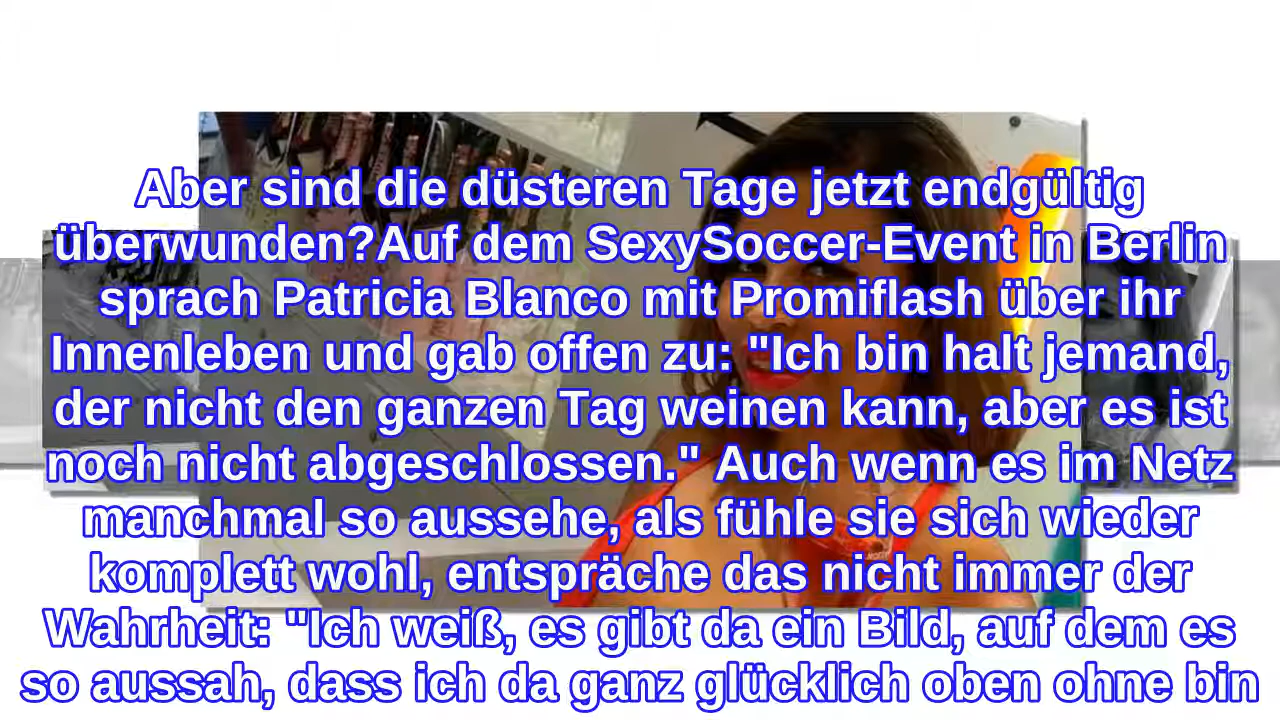 Aber sind die düsteren Tage jetzt endgültig
überwunden?Auf dem SexySoccer-Event in Berlin
sprach Patricia Blanco mit Promiflash über ihr
Innenleben und gab offen zu: "Ich bin halt jemand,
der nicht den ganzen Tag weinen kann, aber es ist
noch nicht abgeschlossen." Auch wenn es im Netz
manchmal so aussehe, als fühle sie sich wieder
komplett wohl, entspräche das nicht immer der
Wahrheit: "Ich weiß, es gibt da ein Bild, auf dem es
so aussah, dass ich da ganz glücklich oben ohne bin